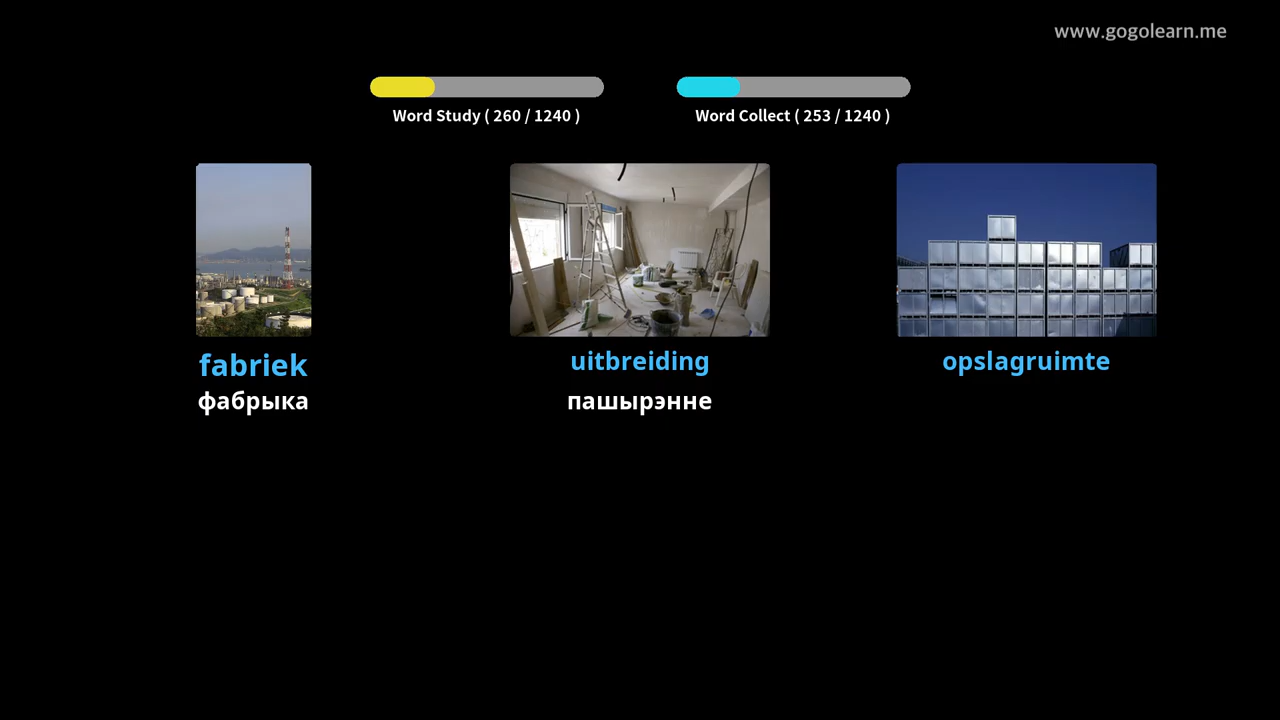 www.gogolearn.me
Word Study ( 260 / 1240 )
Word Collect ( 253 / 1240 )
fabriek
фабрыка
uitbreiding
пашырэнне
opslagruimte